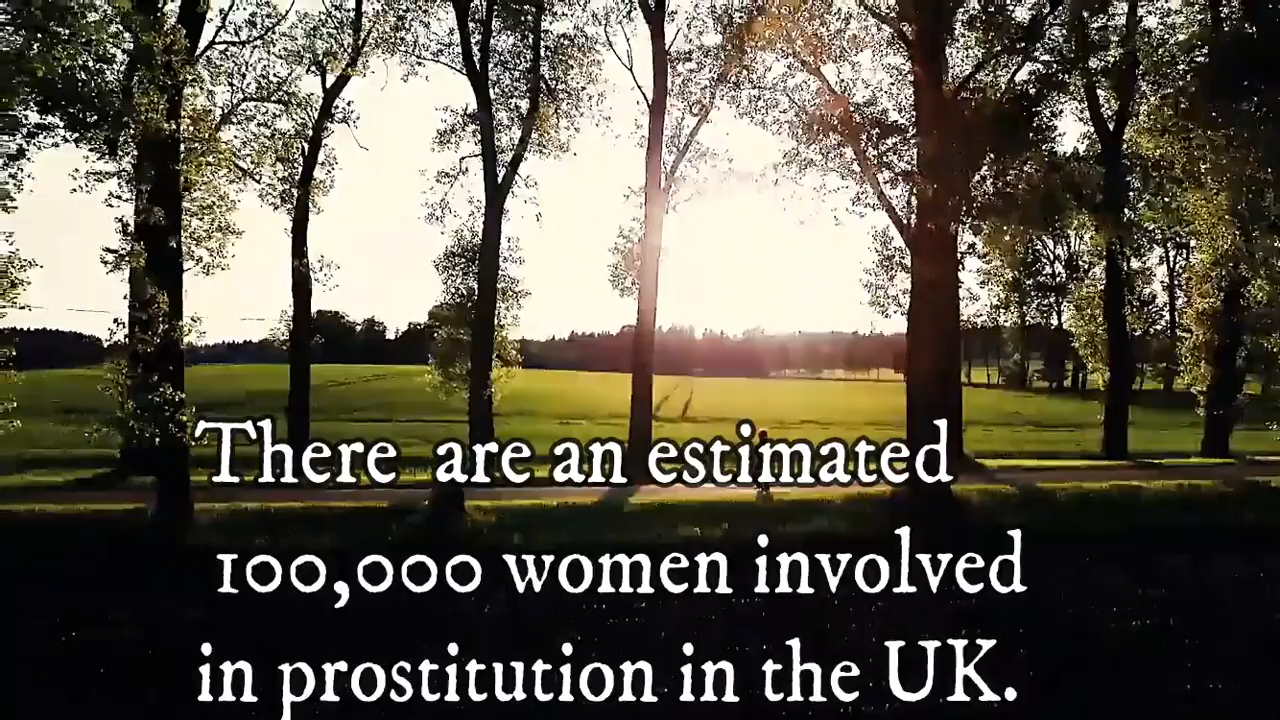 There are an estimated
100,000 women involved
in prostitution in the UK.